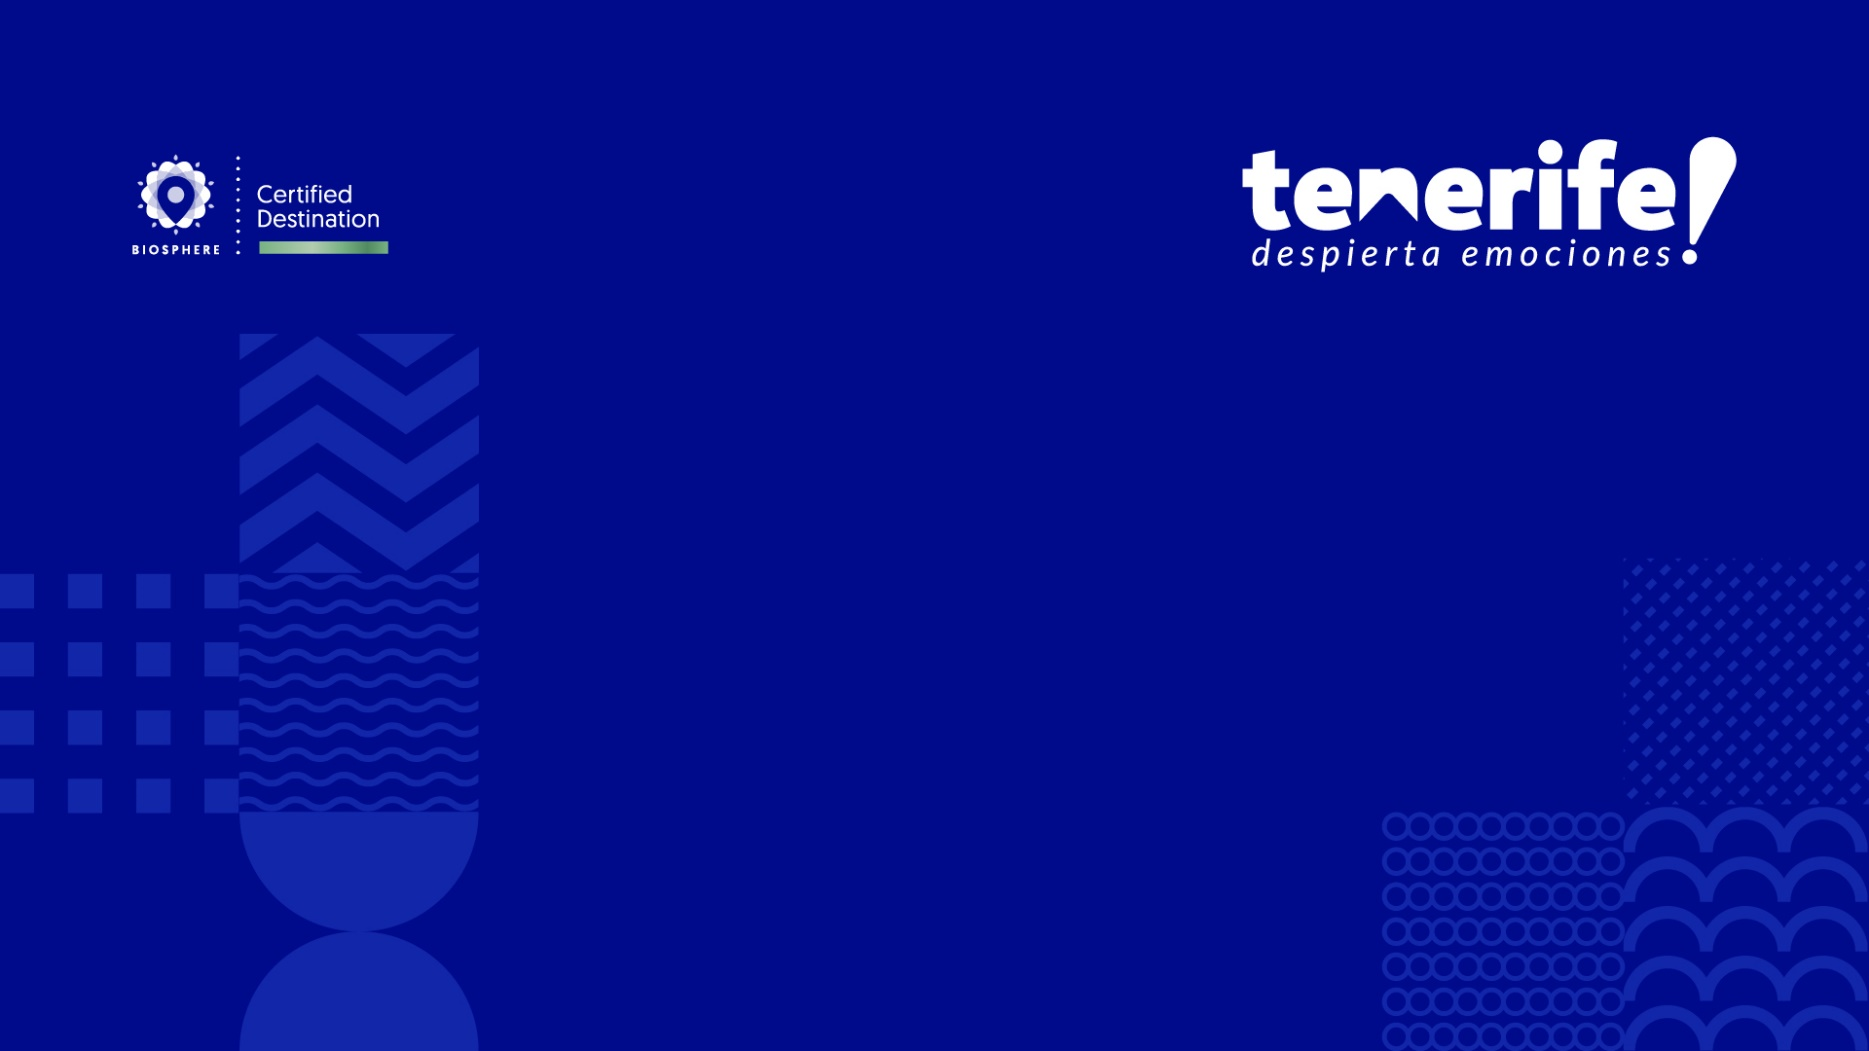 Certified
Destination
BIOSPHERE
tenerife!
despierta emociones